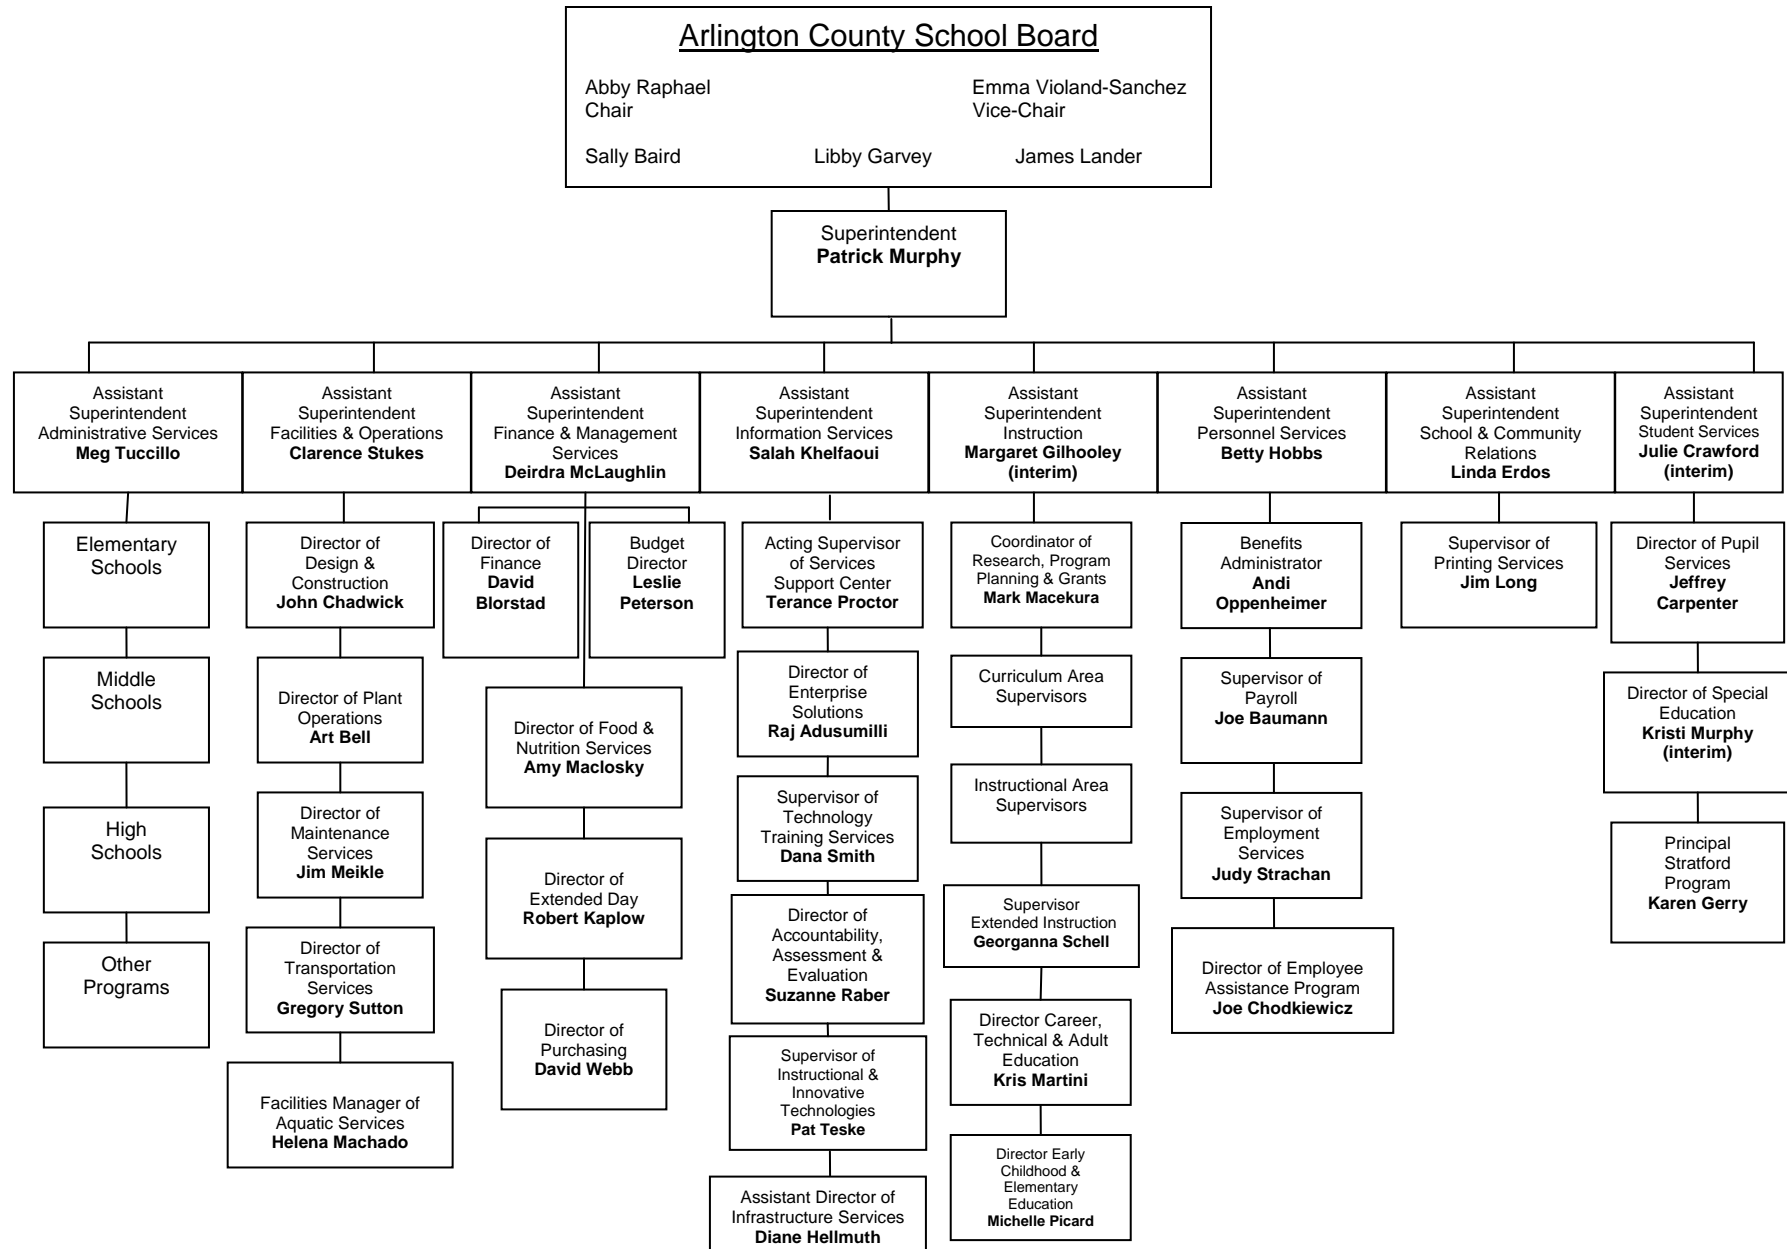 Arlington County School Board
Abby Raphael
Chair
Emma Violand-Sanchez
Vice-Chair
Sally Baird
Libby Garvey
James Lander
Superintendent
Patrick Murphy
Assistant
Superintendent
Administrative Services
Meg Tuccillo
Elementary
Schools
Middle
Schools
High
Schools
Other
Programs
Assistant
Superintendent
Facilities & Operations
Clarence Stukes
Director of
Design &
Construction
John Chadwick
Director of Plant
Operations
Art Bell
Director of
Maintenance
Services
Jim Meikle
Director of
Transportation
Services
Gregory Sutton
Facilities Manager of
Aquatic Services
Helena Machado
Assistant
Superintendent
Finance & Management
Services
Deirdra McLaughlin
Director of
Finance
David
Blorstad
Budget
Director
Leslie
Peterson
Director of Food &
Nutrition Services
Amy Maclosky
Director of
Extended Day
Robert Kaplow
Director of
Purchasing
David Webb
Assistant
Superintendent
Information Services
Salah Khelfaoui
Acting Supervisor
of Services
Support Center
Terance Proctor
Director of
Enterprise
Solutions
Raj Adusumilli
Supervisor of
Technology
Training Services
Dana Smith
Director of
Accountability,
Assessment &
Evaluation
Suzanne Raber
Supervisor of
Instructional &
Innovative
Technologies
Pat Teske
Assistant Director of
Infrastructure Services
Diane Hellmuth
Assistant
Superintendent
Instruction
Margaret Gilhooley
(interim)
Coordinator of
Research, Program
Planning & Grants
Mark Macekura
Curriculum Area
Supervisors
Instructional Area
Supervisors
Supervisor
Extended Instruction
Georganna Schell
Director Career,
Technical & Adult
Education
Kris Martini
Director Early
Childhood &
Elementary
Education
Michelle Picard
Assistant
Superintendent
Personnel Services
Betty Hobbs
Benefits
Administrator
Andi
Oppenheimer
Supervisor of
Payroll
Joe Baumann
Supervisor of
Employment
Services
Judy Strachan
Director of Employee
Assistance Program
Joe Chodkiewicz
Assistant
Superintendent
School & Community
Relations
Linda Erdos
Supervisor of
Printing Services
Jim Long
Assistant
Superintendent
Student Services
Julie Crawford
(interim)
Director of Pupil
Services
Jeffrey
Carpenter
Director of Special
Education
Kristi Murphy
(interim)
Principal
Stratford
Program
Karen Gerry